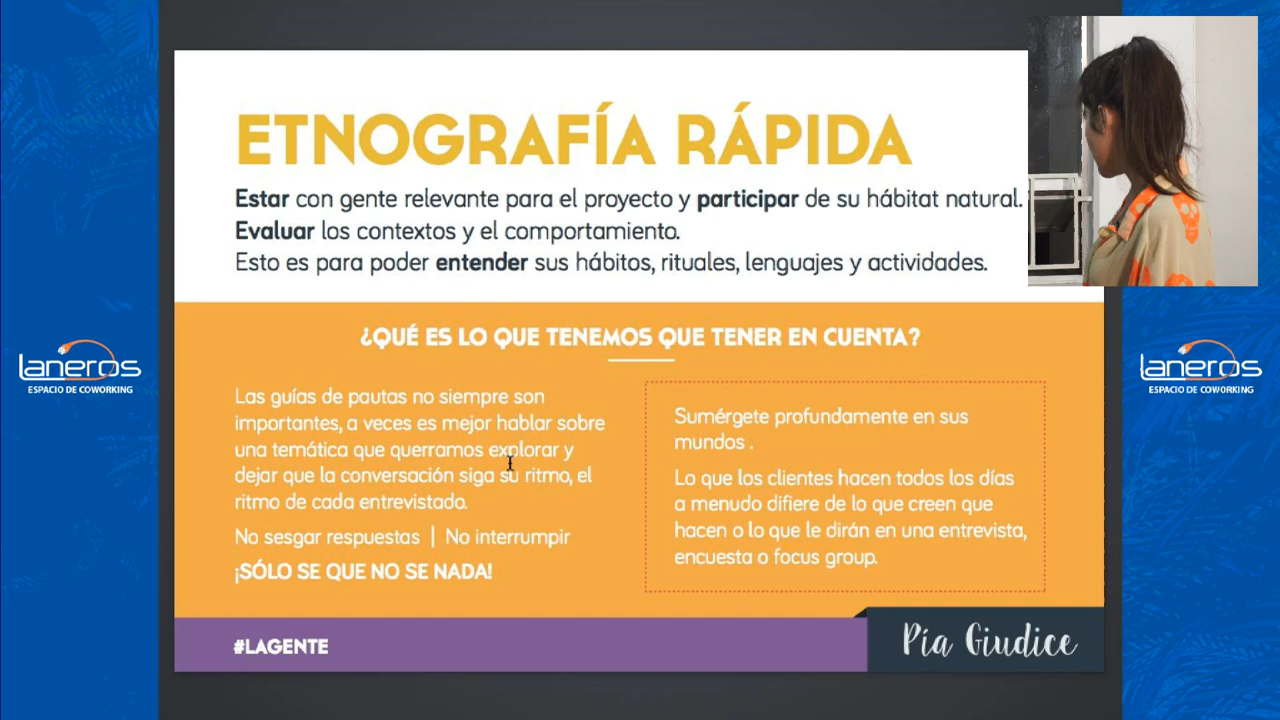 ETNOGRAFÍA RÁPIDA
Estar con gente relevante para el proyecto y participar de su hábitat natural.
Evaluar los contextos y el comportamiento.
Esto es para poder entender sus hábitos, rituales, lenguajes y actividades.
¿QUÉ ES LO QUE TENEMOS QUE TENER EN CUENTA?
Las guías de pautas no siempre son
importantes, a veces es mejor hablar sobre
una temática que querramos explorar y
dejar que la conversación siga su ritmo, el
ritmo de cada entrevistado.
No sesgar respuestas | No interrumpir
¡SÓLO SE QUE NO SE NADA!
Sumérgete profundamente en sus
mundos .
Lo que los clientes hacen todos los días
a menudo difiere de lo que creen que
hacen o lo que le dirán en una entrevista,
encuesta o focus group.
#LAGENTE
Pía Giudice
Laneros
ESPACIO DE COWORKING
Laneros
ESPACIO DE COWORKING